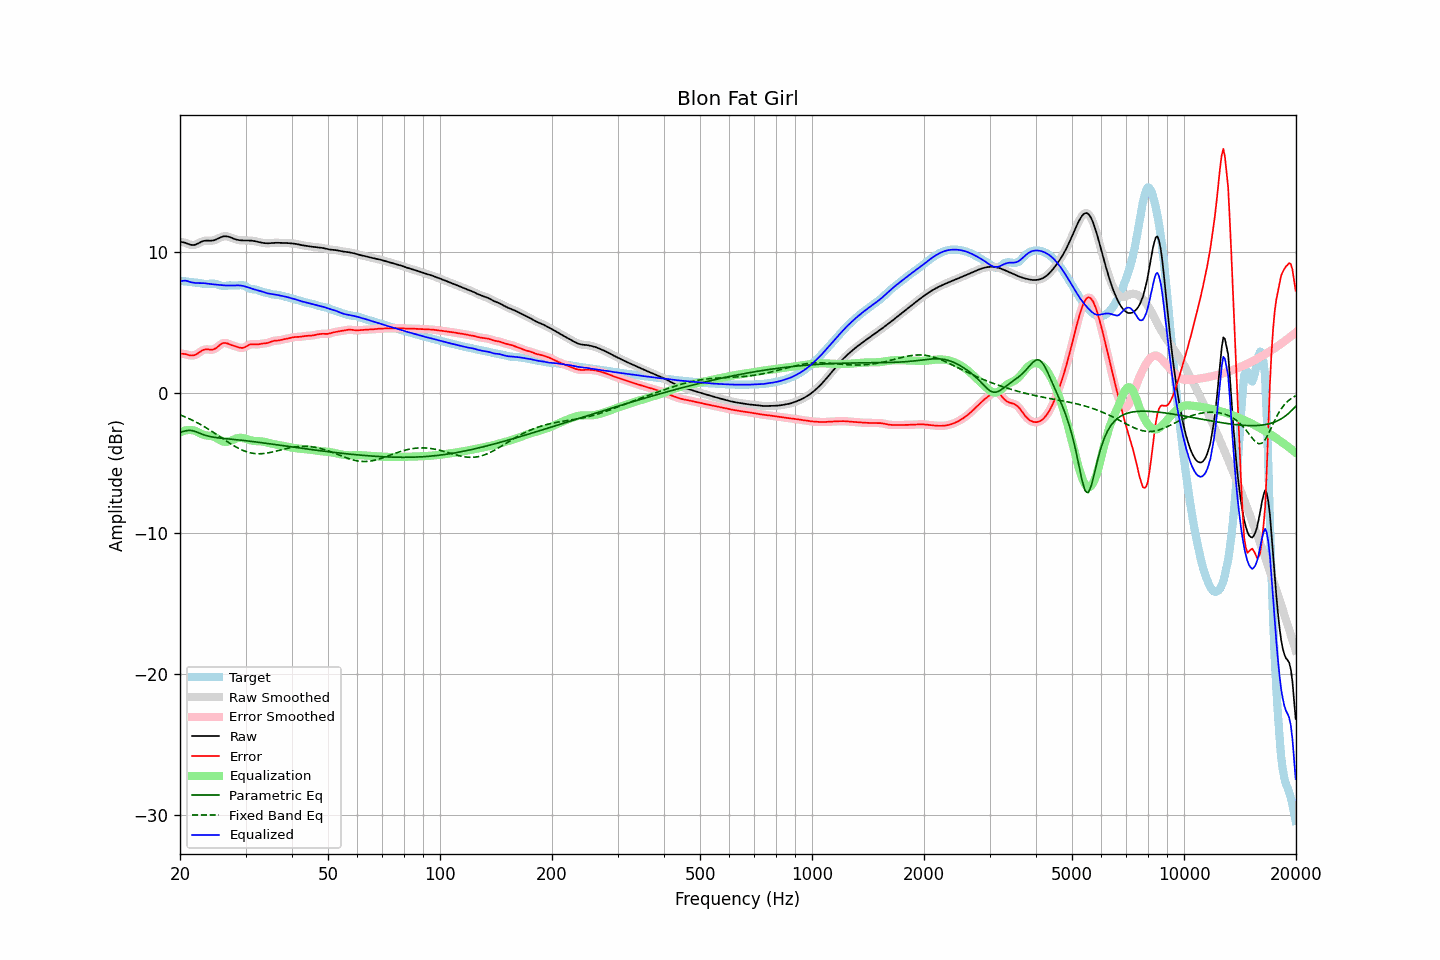 Blon Fat Girl
Amplitude (dBr)
10
0
−10
−20
−30
Target
Raw Smoothed
Error Smoothed
Raw
Error
Equalization
Parametric Eq
Fixed Band Eq
Equalized
20 50 100 200 500 1000 2000 5000 10000 20000
Frequency (Hz)